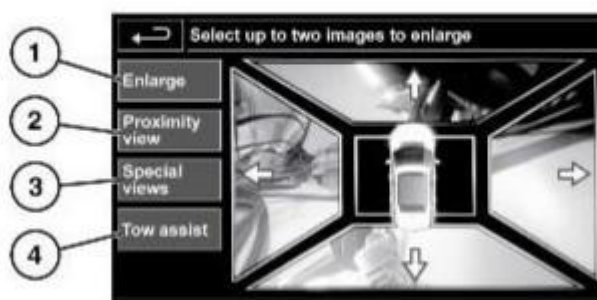 Select up to two images to enlarge
1
Enlarge
2
Proximity
view
3
Special
views
4
Tow assist